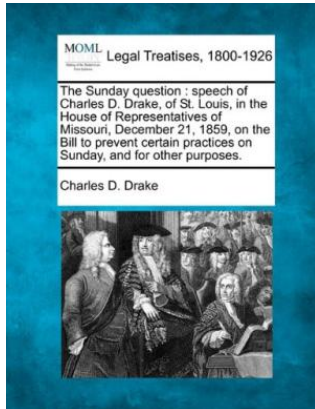 MOML
Legal Treatises, 1800-1926
The Sunday question : speech of
Charles D. Drake, of St. Louis, in the
House of Representatives of
Missouri, December 21, 1859, on the
Bill to prevent certain practices on
Sunday, and for other purposes.
Charles D. Drake